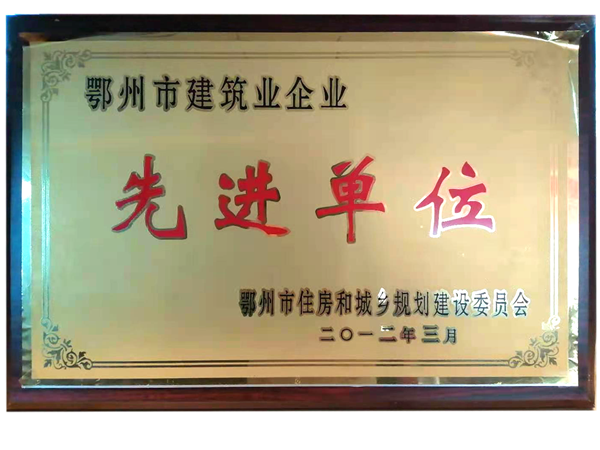 鄂州市建筑业企业
先进单位
鄂州市住房和城乡规划建设委员会
二〇一二年三月